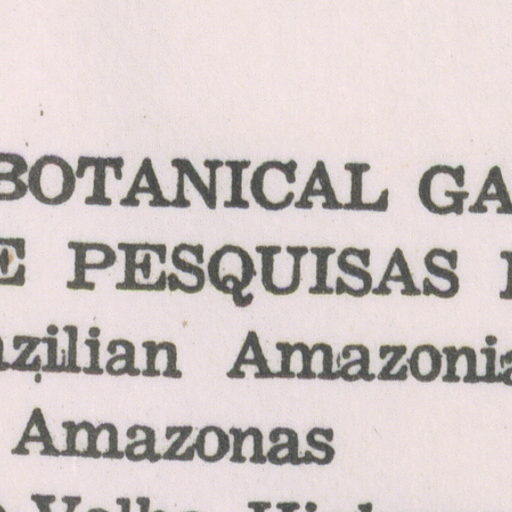 BOTANICAL GA
E PESQUISAS
azilian Amazonia
Amazonas